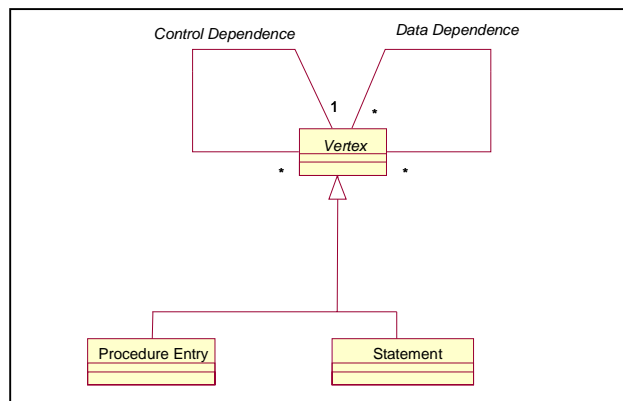 Control Dependence
Data Dependence
1
*
Vertex
*
*
Procedure Entry
Statement